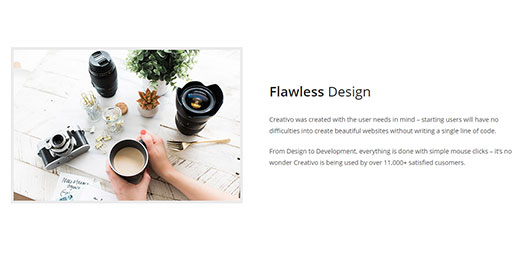 Flawless Design
Creativo was created with the user needs in mind – starting users will have no
difficulties into create beautiful websites without writing a single line of code.
From Design to Development, everything is done with simple mouse clicks – it's no
wonder Creativo is being used by over 11,000+ satisfied cusomers.